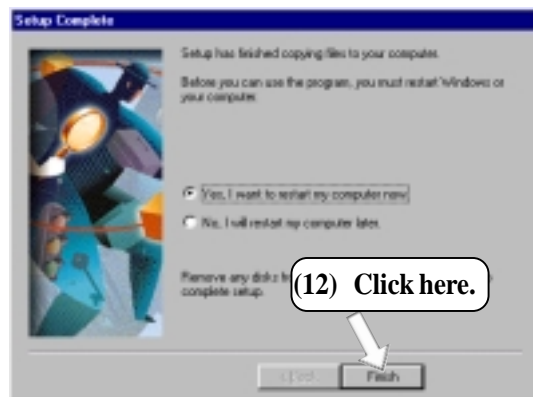 Setup Complete
Setup has finished copying files to your computer.
Before you can use the program, you must restart Windows or
your computer.
Yes, I want to restart my computer now.
No, I will restart my computer later.
Remove any disks
complete setup.
(12) Click here.
< Back
Finish